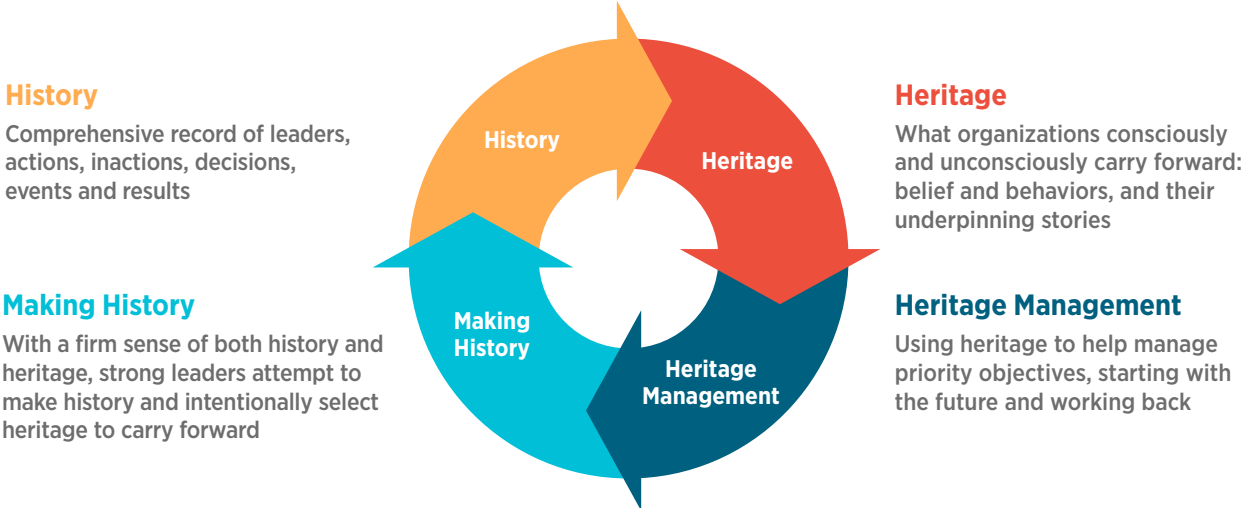 History
Comprehensive record of leaders,
actions, inactions, decisions,
events and results
Making History
With a firm sense of both history and
heritage, strong leaders attempt to
make history and intentionally select
heritage to carry forward
History
Heritage
Making
History
Heritage
Management
Heritage
What organizations consciously
and unconsciously carry forward:
belief and behaviors, and their
underpinning stories
Heritage Management
Using heritage to help manage
priority objectives, starting with
the future and working back